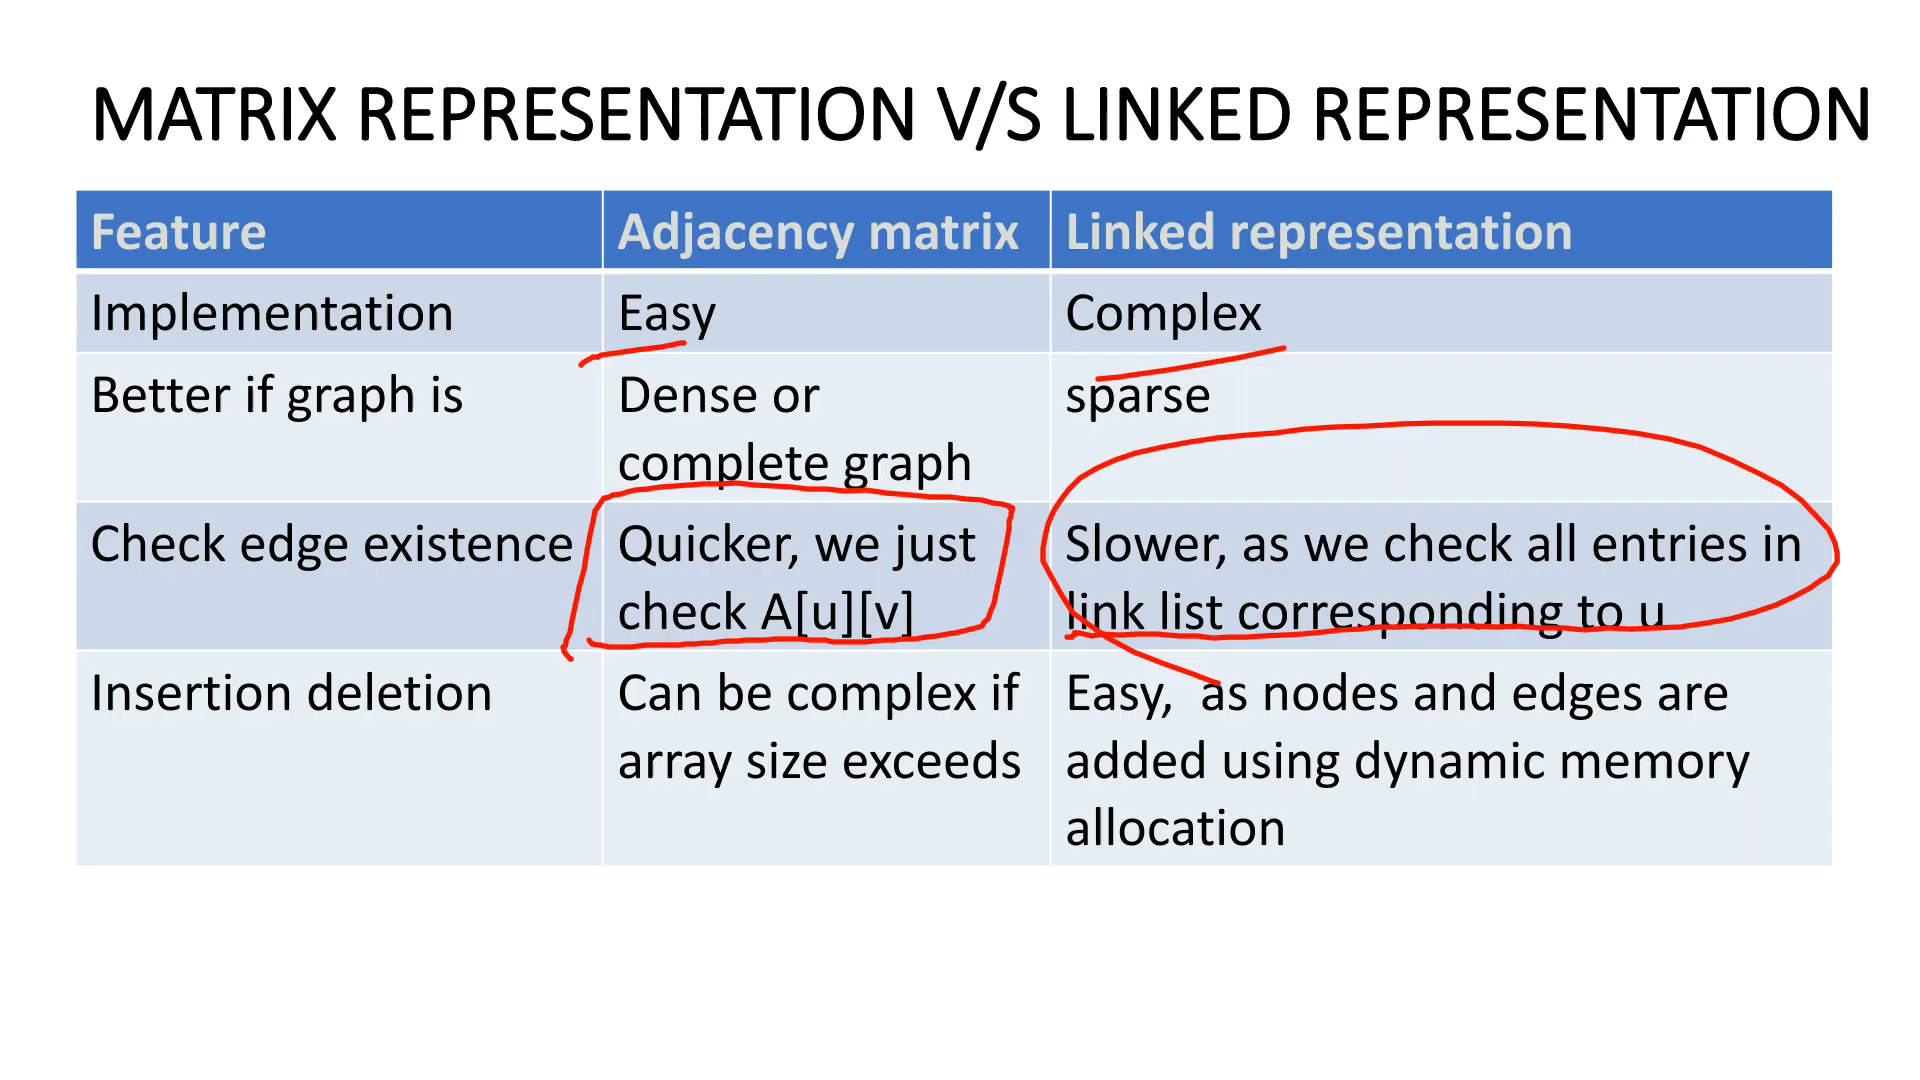 MATRIX REPRESENTATION V/S LINKED REPRESENTATION
Feature
Adjacency matrix
Linked representation
Implementation
Easy
Complex
Better if graph is
Dense or
complete graph
sparse
Check edge existence
Quicker, we just
check A[u][v]
Slower, as we check all entries in
link list corresponding to u
Insertion deletion
Can be complex if
array size exceeds
Easy,  as nodes and edges are
added using dynamic memory
allocation